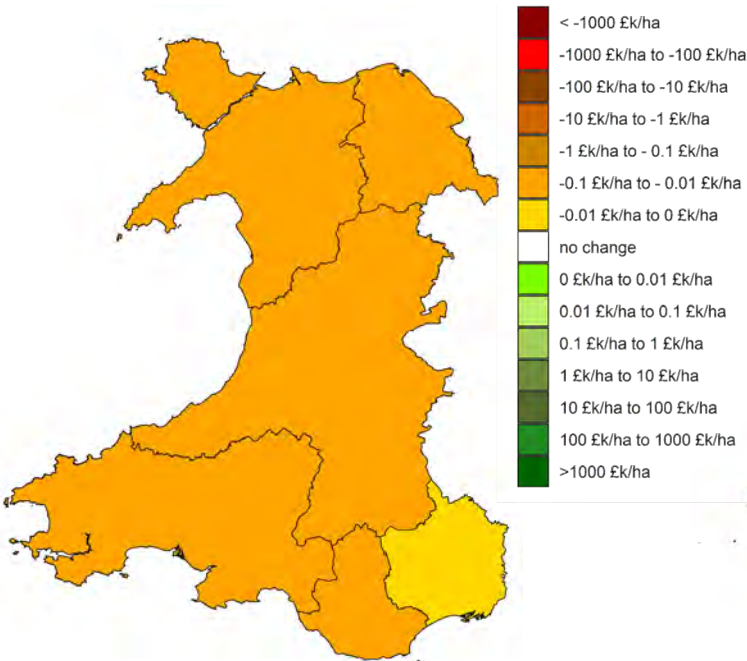 < -1000 £k/ha
-1000 £k/ha to -100 £k/ha
-100 £k/ha to -10 £k/ha
-10 £k/ha to -1 £k/ha
-1 £k/ha to - 0.1 £k/ha
-0.1 £k/ha to - 0.01 £k/ha
-0.01 £k/ha to 0 £k/ha
no change
0 £k/ha to 0.01 £k/ha
0.01 £k/ha to 0.1 £k/ha
0.1 £k/ha to 1 £k/ha
1 £k/ha to 10 £k/ha
10 £k/ha to 100 £k/ha
100 £k/ha to 1000 £k/ha
>1000 £k/ha